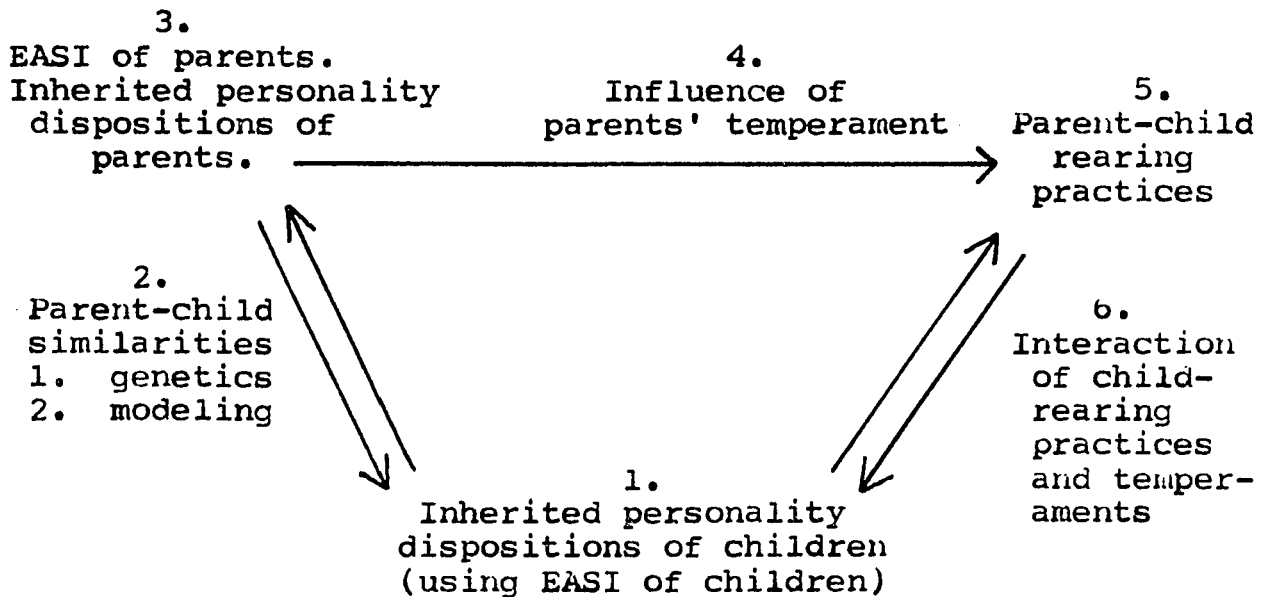 3.
EASI of parents.
Inherited personality
dispositions of
parents.
4.
Influence of
parents' temperament
5.
Parent-child
rearing
practices
2.
Parent-child
similarities
1. genetics
2. modeling
6.
Interaction
of child-
rearing
practices
and temper-
aments
1.
Inherited personality
dispositions of children
(using EASI of children)